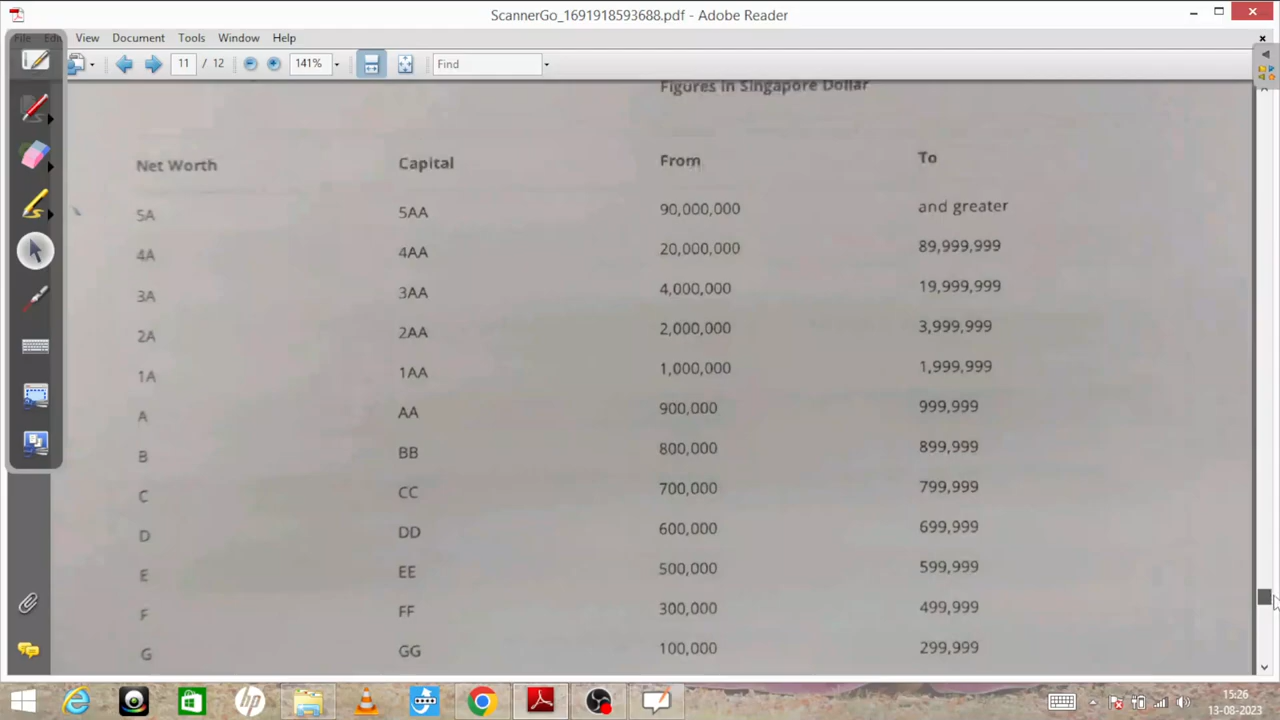 ScannerGo_1691918593688.pdf - Adobe Reader
File Edit View Document Tools Window Help
11 / 12 141% Find
Figures in Singapore Dollar
Net Worth Capital From To
5A 5AA 90,000,000 and greater
4A 4AA 20,000,000 89,999,999
3A 3AA 4,000,000 19,999,999
2A 2AA 2,000,000 3,999,999
1A 1AA 1,000,000 1,999,999
A AA 900,000 999,999
B BB 800,000 899,999
C CC 700,000 799,999
D DD 600,000 699,999
E EE 500,000 599,999
F FF 300,000 499,999
G GG 100,000 299,999
hp
15:26
13-08-2023